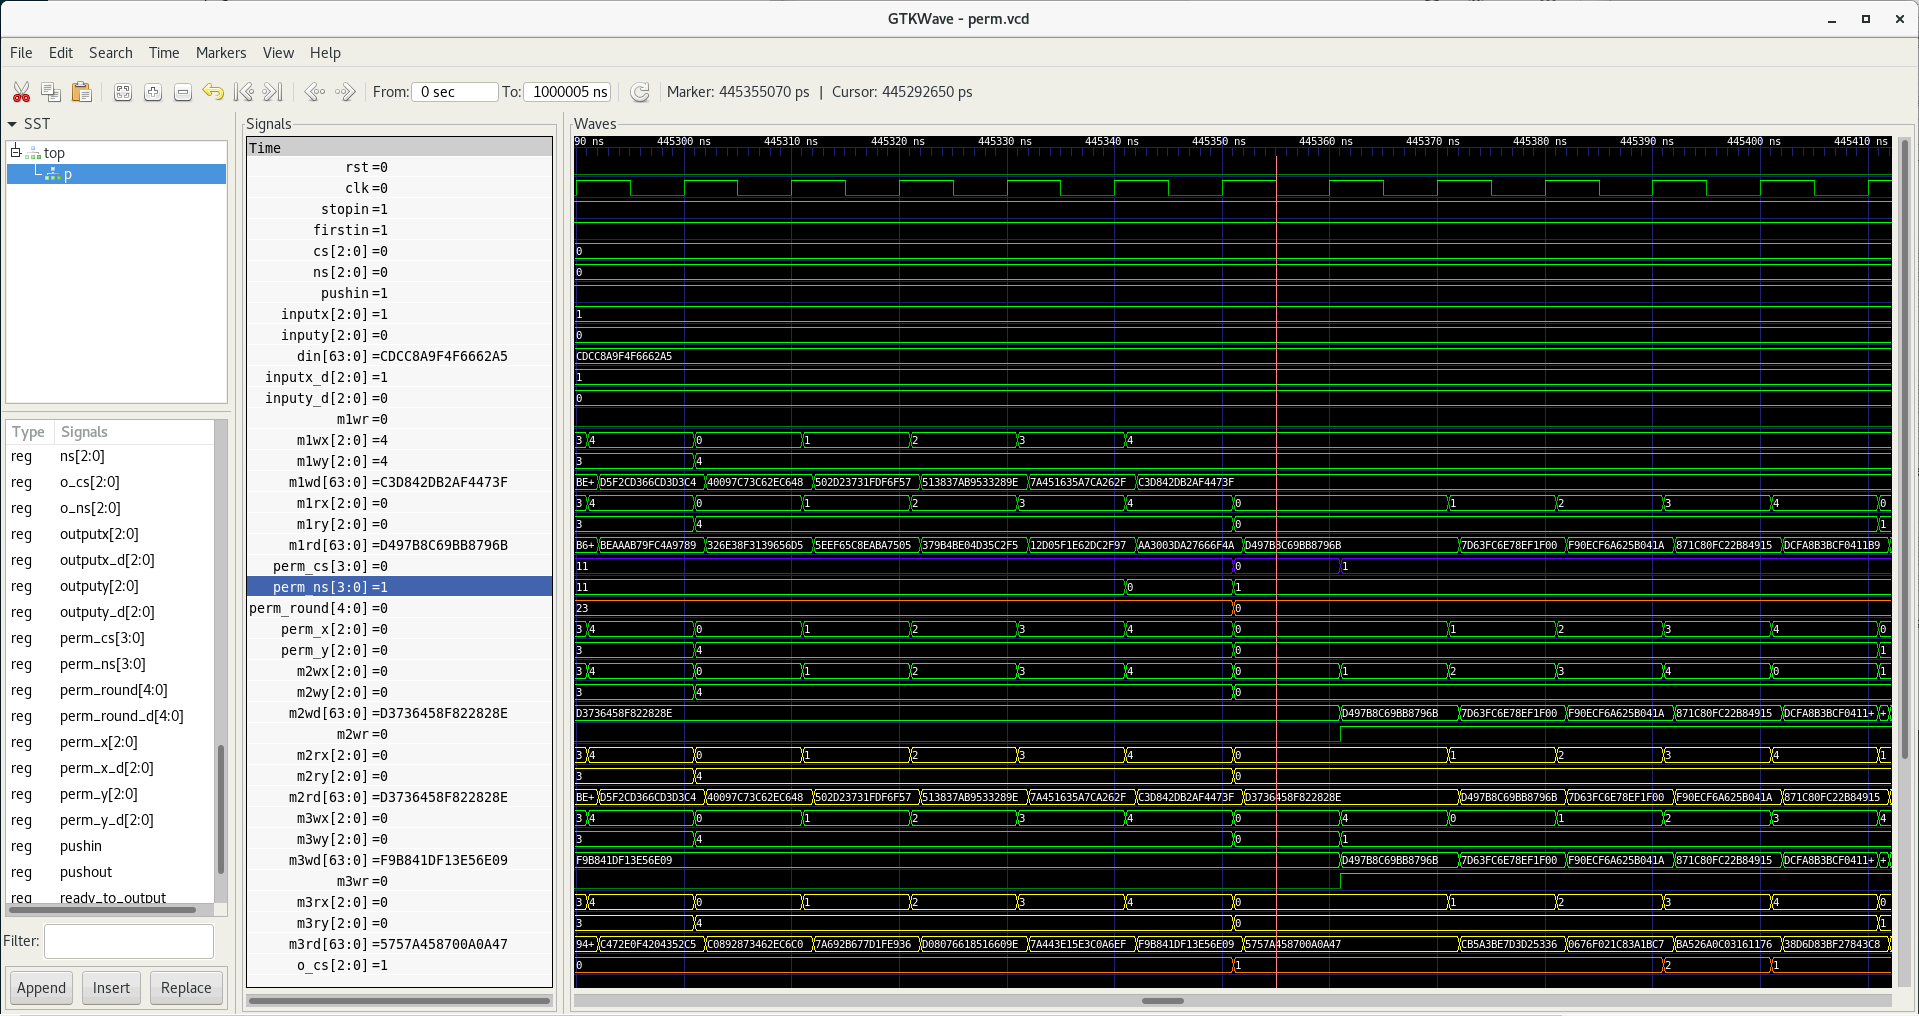 GTKWave - perm.vcd
File Edit Search Time Markers View Help
From: 0 sec To: 1000005 ns Marker: 445355070 ps | Cursor: 445292650 ps
SST
top
p
Type Signals
reg ns[2:0]
reg o_cs[2:0]
reg o_ns[2:0]
reg outputx[2:0]
reg outputx_d[2:0]
reg outputy[2:0]
reg outputy_d[2:0]
reg perm_cs[3:0]
reg perm_ns[3:0]
reg perm_round[4:0]
reg perm_round_d[4:0]
reg perm_x[2:0]
reg perm_x_d[2:0]
reg perm_y[2:0]
reg perm_y_d[2:0]
reg pushin
reg pushout
reg ready_to_output
Filter:
Append Insert Replace
Signals
Time
rst=0
clk=0
stopin=1
firstin=1
cs[2:0]=0
ns[2:0]=0
pushin=1
inputx[2:0]=1
inputy[2:0]=0
din[63:0]=CDCC8A9F4F6662A5
inputx_d[2:0]=1
inputy_d[2:0]=0
m1wr=0
m1wx[2:0]=4
m1wy[2:0]=4
m1wd[63:0]=C3D842DB2AF4473F
m1rx[2:0]=0
m1ry[2:0]=0
m1rd[63:0]=D497B8C69BB8796B
perm_cs[3:0]=0
perm_ns[3:0]=1
perm_round[4:0]=0
perm_x[2:0]=0
perm_y[2:0]=0
m2wx[2:0]=0
m2wy[2:0]=0
m2wd[63:0]=D3736458F822828E
m2wr=0
m2rx[2:0]=0
m2ry[2:0]=0
m2rd[63:0]=D3736458F822828E
m3wx[2:0]=0
m3wy[2:0]=0
m3wd[63:0]=F9B841DF13E56E09
m3wr=0
m3rx[2:0]=0
m3ry[2:0]=0
m3rd[63:0]=5757A458700A0A47
o_cs[2:0]=1
Waves
90 ns 445300 ns 445310 ns 445320 ns 445330 ns 445340 ns 445350 ns 445360 ns 445370 ns 445380 ns 445390 ns 445400 ns 445410 ns
0
0
1
0
CDCC8A9F4F6662A5
1
0
3 4 0 1 2 3 4
3 4
BE+ D5F2CD366CD3D3C4 40097C73C62EC648 502D23731FDF6F57 513837AB9533289E 7A451635A7CA262F C3D842DB2AF4473F
3 4 0 1 2 3 4 0 1 2 3 4 0
3 4 0 1
B6+ BEAAAB79FC4A9789 326E38F3139656D5 5EEF65C8EABA7505 379B4BE04D35C2F5 12D05F1E62DC2F97 AA3003DA27666F4A D497B8C69BB8796B 7D63FC6E78EF1F00 F90ECF6A625B041A 871C80FC22B84915 DCFA8B3BCF0411B9
11 0 1
11 0 1
23 0
3 4 0 1 2 3 4 0 1 2 3 4 0
3 4 0 1
3 4 0 1 2 3 4 0 1 2 3 4 0 1
3 4 0
D3736458F822828E D497B8C69BB8796B 7D63FC6E78EF1F00 F90ECF6A625B041A 871C80FC22B84915 DCFA8B3BCF0411+ +
3 4 0 1 2 3 4 0 1 2 3 4 1
3 4 0
BE+ D5F2CD366CD3D3C4 40097C73C62EC648 502D23731FDF6F57 513837AB9533289E 7A451635A7CA262F C3D842DB2AF4473F D3736458F822828E D497B8C69BB8796B 7D63FC6E78EF1F00 F90ECF6A625B041A 871C80FC22B84915
3 4 0 1 2 3 4 0 4 0 1 2 3 4
3 4 0 1
F9B841DF13E56E09 D497B8C69BB8796B 7D63FC6E78EF1F00 F90ECF6A625B041A 871C80FC22B84915 DCFA8B3BCF0411+ +
3 4 0 1 2 3 4 0 1 2 3 4 0
3 4 0 1
94+ C472E0F4204352C5 C0892873462EC6C0 7A692B677D1FE936 D08076618516609E 7A443E15E3C0A6EF F9B841DF13E56E09 5757A458700A0A47 CB5A3BE7D3D25336 0676F021C83A1BC7 BA526A0C03161176 38D6D83BF27843C8
0 1 2 1